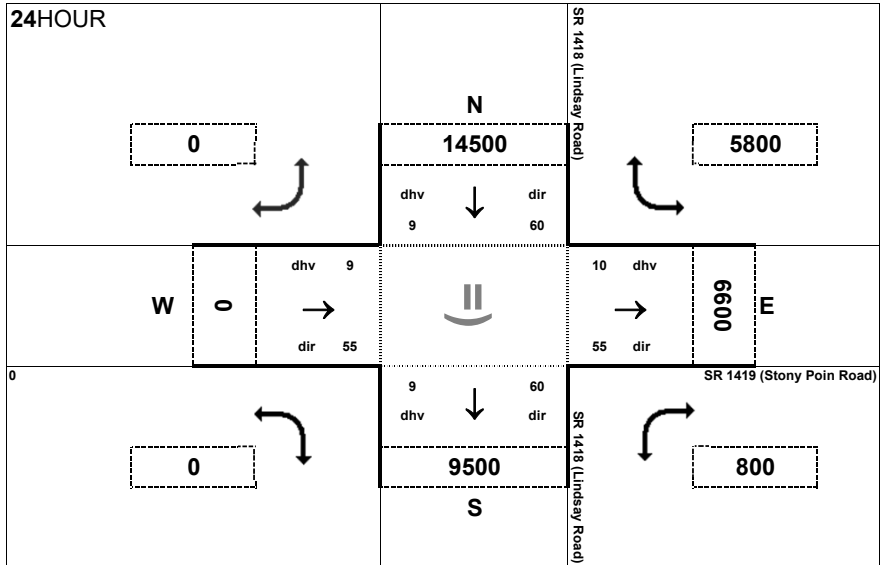 24HOUR
SR 1418 (Lindsay Road)
N
0
14500
5800
dhv
dir
9
60
dhv 9
10 dhv
W
0
6600
E
dir 55
55 dir
0
SR 1419 (Stony Poin Road)
9
60
dhv
dir
SR 1418 (Lindsay Road)
0
9500
800
S